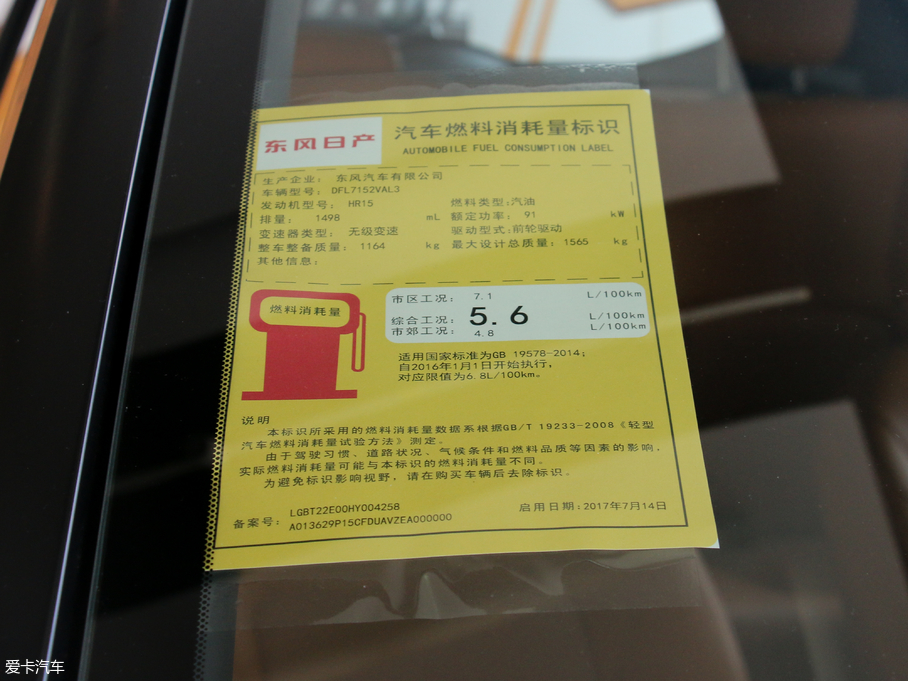 东风日产
汽车燃料消耗量标识
AUTOMOBILE FUEL CONSUMPTION LABEL
生产企业: 东风汽车有限公司
车辆型号: DFL7152VAL3
发动机型号: HR15 燃料类型:汽油
排量: 1498 mL 额定功率: 91 kW
变速器类型: 无级变速 驱动型式:前轮驱动
整车整备质量: 1164 kg 最大设计总质量: 1565 kg
其他信息:
燃料消耗量
市区工况: 7.1 L/100km
综合工况: 5.6 L/100km
市郊工况: 4.8 L/100km
适用国家标准为GB 19578-2014;
自2016年1月1日开始执行,
对应限值为6.8L/100km。
说明
本标识所采用的燃料消耗量数据系根据GB/T 19233-2008《轻型
汽车燃料消耗量试验方法》测定。
由于驾驶习惯、道路状况、气候条件和燃料品质等因素的影响,
实际燃料消耗量可能与本标识的燃料消耗量不同。
为避免标识影响视野,请在购买车辆后去除标识。
备案号: LGBT22E00HY004258
A013629P15CFDUAVZEA000000
启用日期:2017年7月14日
爱卡汽车